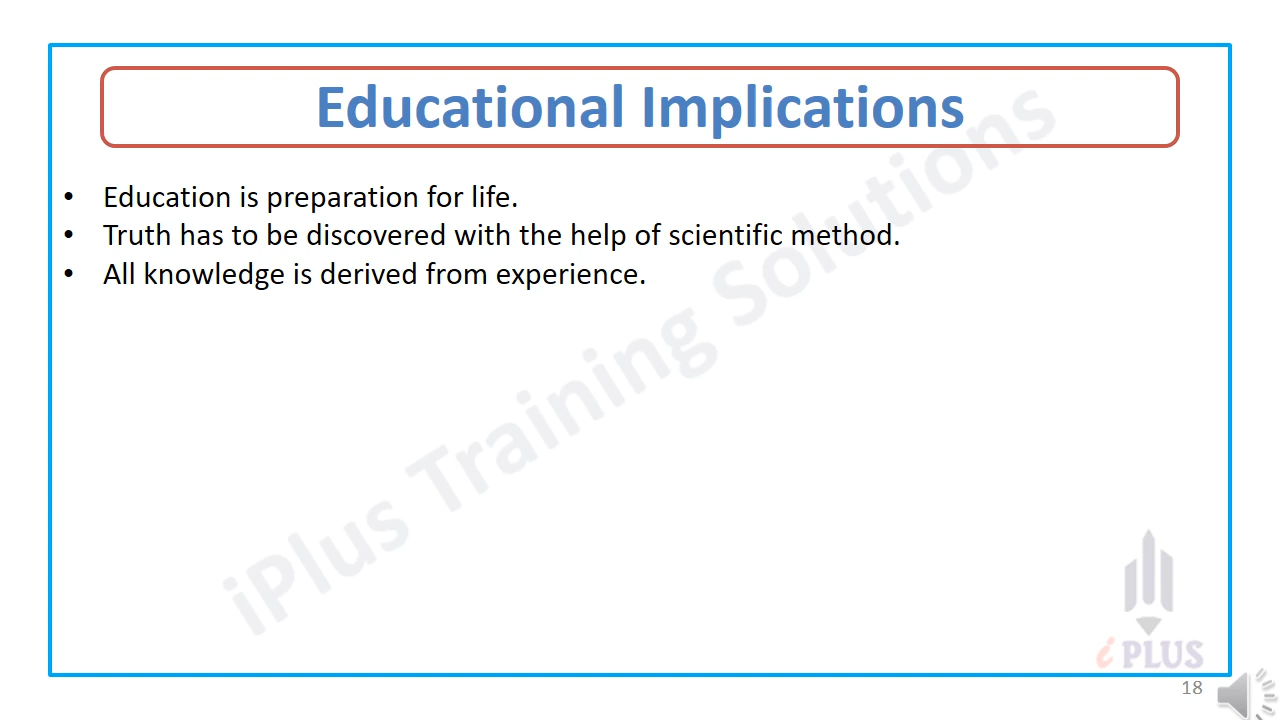 Educational Implications
• Education is preparation for life.
• Truth has to be discovered with the help of scientific method.
• All knowledge is derived from experience.
iPlus Training Solutions
i PLUS
18